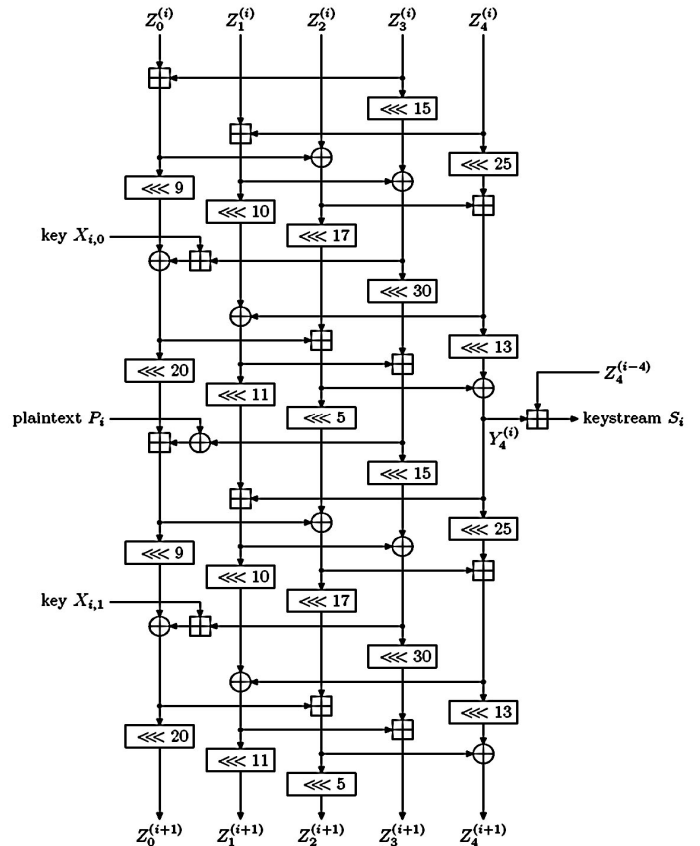 Z_0^{(i)} Z_1^{(i)} Z_2^{(i)} Z_3^{(i)} Z_4^{(i)}
<<< 15
<<< 25
<<< 9
<<< 10
<<< 17
key X_{i,0}
<<< 30
<<< 13
<<< 20
Z_4^{(i−4)}
<<< 11
<<< 5
plaintext P_i
keystream S_i
Y_4^{(i)}
<<< 15
<<< 25
<<< 9
<<< 10
<<< 17
key X_{i,1}
<<< 30
<<< 13
<<< 20
<<< 11
<<< 5
Z_0^{(i+1)} Z_1^{(i+1)} Z_2^{(i+1)} Z_3^{(i+1)} Z_4^{(i+1)}